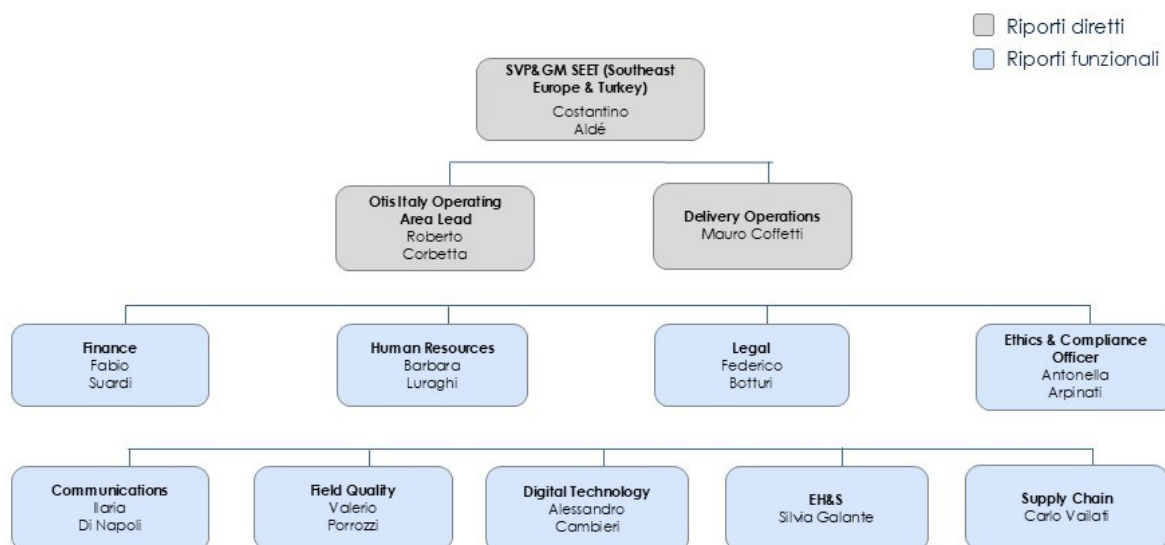 Riporti diretti
Riporti funzionali
SVP&GM SEET (Southeast
Europe & Turkey)
Costantino
Aldé
Otis Italy Operating
Area Lead
Roberto
Corbetta
Delivery Operations
Mauro Coffetti
Finance
Fabio
Suardi
Human Resources
Barbara
Luraghi
Legal
Federico
Botturi
Ethics & Compliance
Officer
Antonella
Arpinati
Communications
Ilaria
Di Napoli
Field Quality
Valerio
Porrozzi
Digital Technology
Alessandro
Cambieri
EH&S
Silvia Galante
Supply Chain
Carlo Vailati